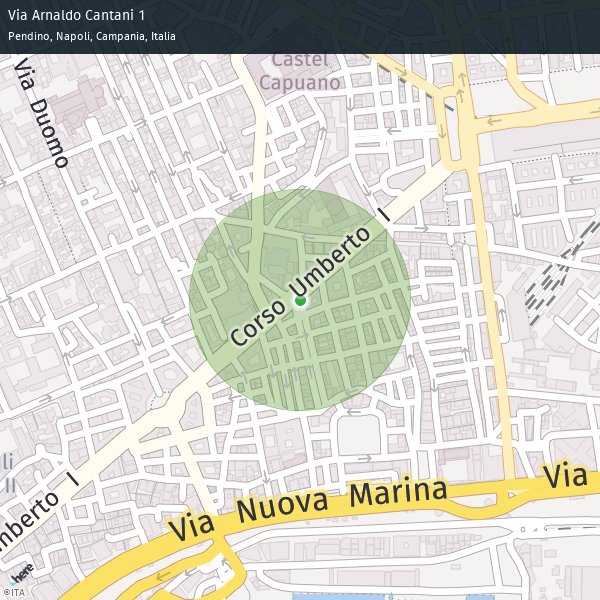 Via Arnaldo Cantani 1
Pendino, Napoli, Campania, Italia
Castel
Capuano
Via Duomo
Corso Umberto I
li
II
mberto I
Via Nuova Marina
Via
here
©ITA